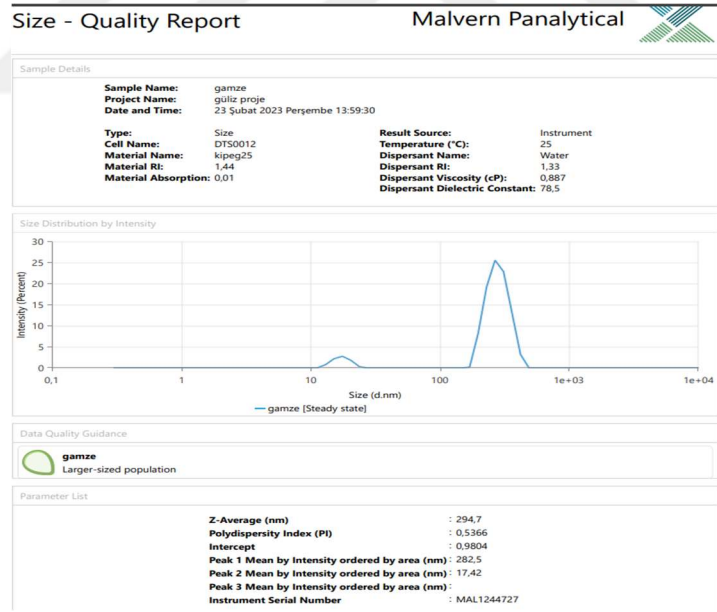 Size - Quality Report
Malvern Panalytical
Sample Details
Sample Name: gamze
Project Name: güliz proje
Date and Time: 23 Şubat 2023 Perşembe 13:59:30
Type: Size
Cell Name: DTS0012
Material Name: kipeg25
Material RI: 1,44
Material Absorption: 0,01
Result Source: Instrument
Temperature (°C): 25
Dispersant Name: Water
Dispersant RI: 1,33
Dispersant Viscosity (cP): 0,887
Dispersant Dielectric Constant: 78,5
Size Distribution by Intensity
Intensity (Percent)
30
25
20
15
10
5
0
0,1 1 10 100 1e+03 1e+04
Size (d.nm)
gamze [Steady state]
Data Quality Guidance
gamze
Larger-sized population
Parameter List
Z-Average (nm) : 294,7
Polydispersity Index (PI) : 0,5366
Intercept : 0,9804
Peak 1 Mean by Intensity ordered by area (nm) : 282,5
Peak 2 Mean by Intensity ordered by area (nm) : 17,42
Peak 3 Mean by Intensity ordered by area (nm) :
Instrument Serial Number : MAL1244727